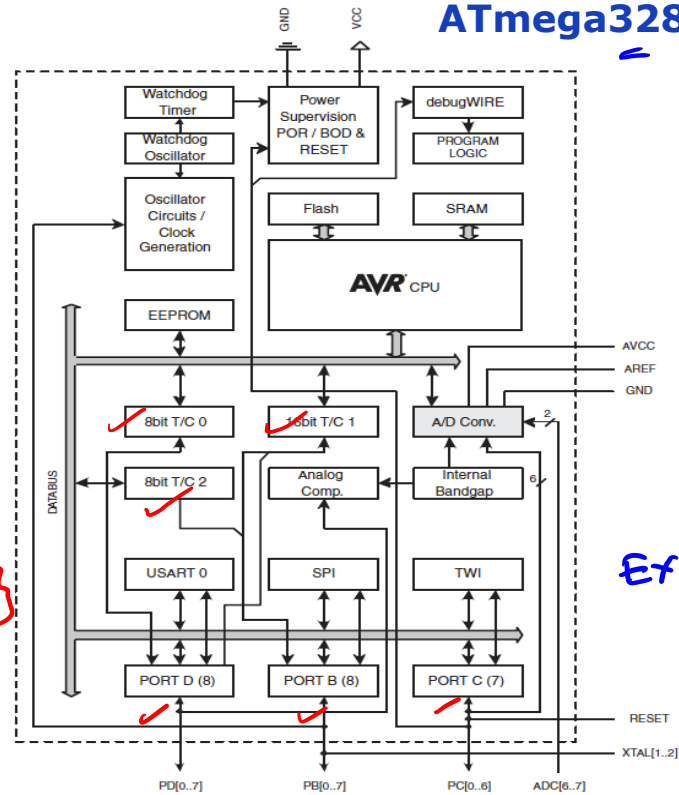 ATmega328
GND
VCC
Watchdog
Timer
Power
Supervision
POR / BOD &
RESET
debugWIRE
Watchdog
Oscillator
PROGRAM
LOGIC
Oscillator
Circuits /
Clock
Generation
Flash
SRAM
AVR® CPU
EEPROM
AVCC
AREF
GND
8bit T/C 0
16bit T/C 1
A/D Conv.
2
8bit T/C 2
Analog
Comp.
Internal
Bandgap
6
DATABUS
USART 0
SPI
TWI
Ef
PORT D (8)
PORT B (8)
PORT C (7)
RESET
XTAL[1..2]
PD[0..7]
PB[0..7]
PC[0..6]
ADC[6..7]